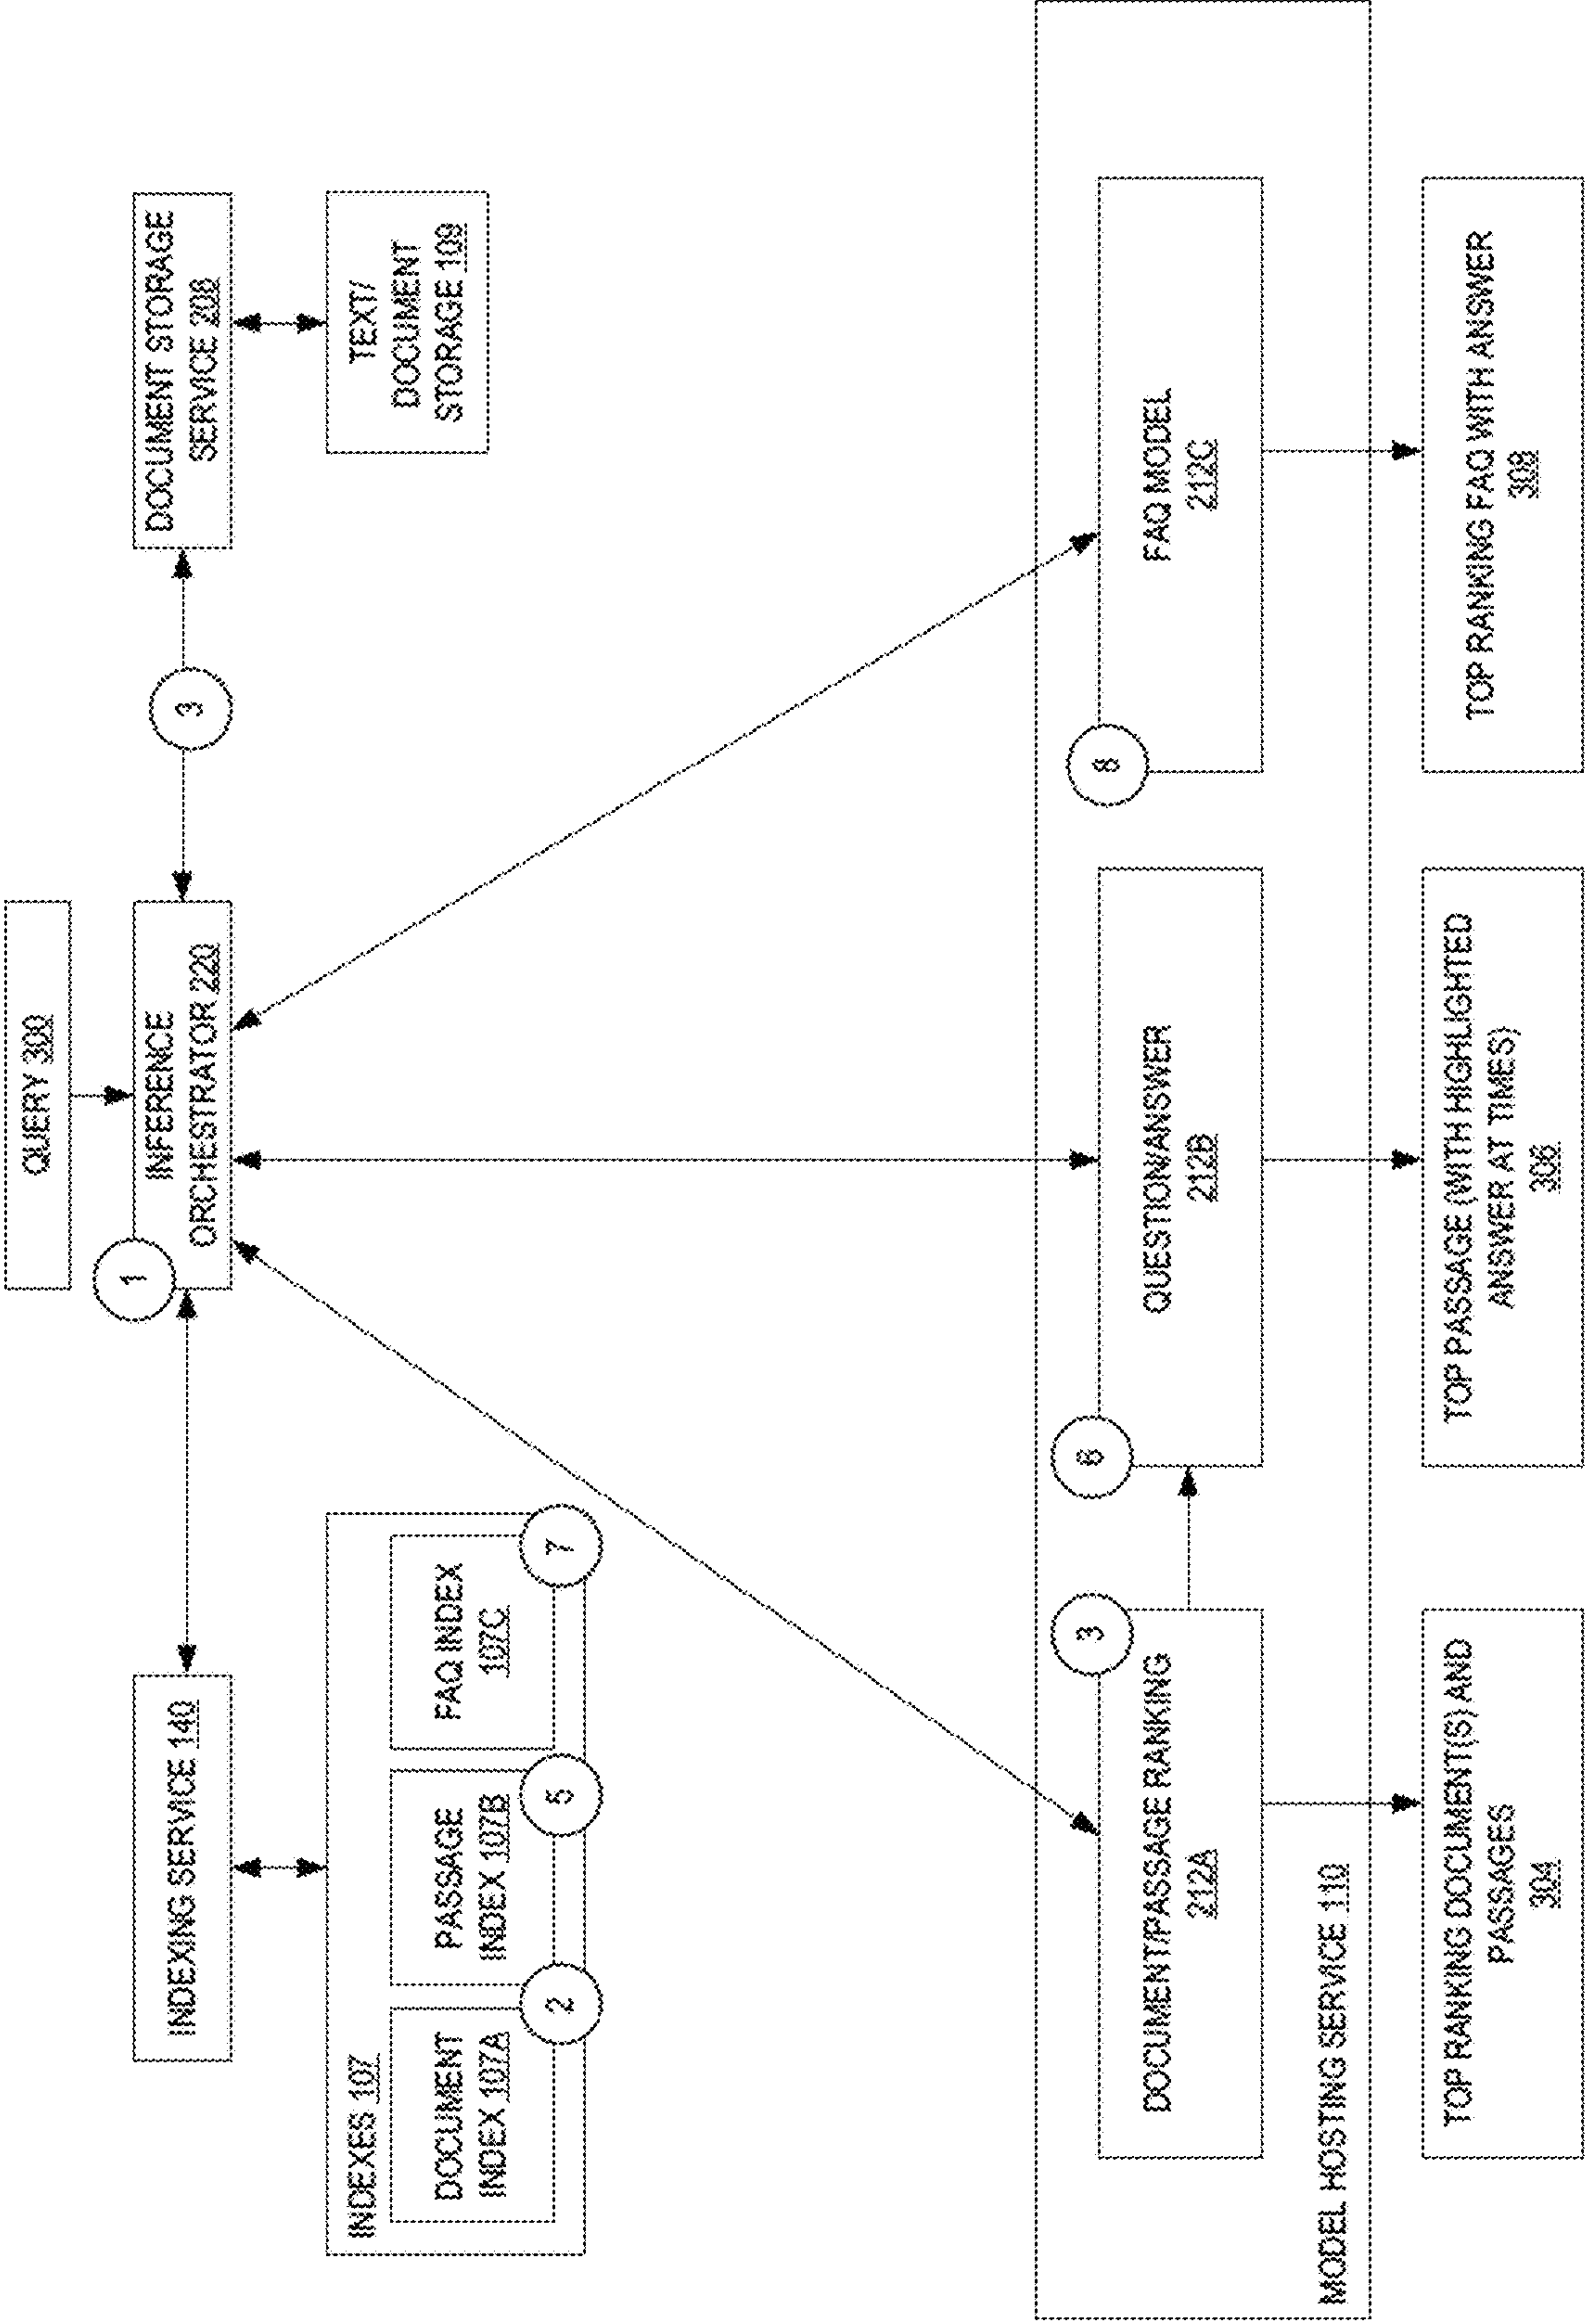 QUERY 300
1
INFERENCE
ORCHESTRATOR 220
INDEXING SERVICE 140
3
DOCUMENT STORAGE
SERVICE 208
TEXT/
DOCUMENT
STORAGE 109
INDEXES 107
DOCUMENT
INDEX 107A
2
PASSAGE
INDEX 107B
5
FAQ INDEX
107C
7
DOCUMENT/PASSAGE RANKING
212A
3
QUESTION/ANSWER
212B
6
FAQ MODEL
212C
8
MODEL HOSTING SERVICE 110
TOP RANKING DOCUMENT(S) AND
PASSAGES
304
TOP PASSAGE (WITH HIGHLIGHTED
ANSWER AT TIMES)
306
TOP RANKING FAQ WITH ANSWER
308